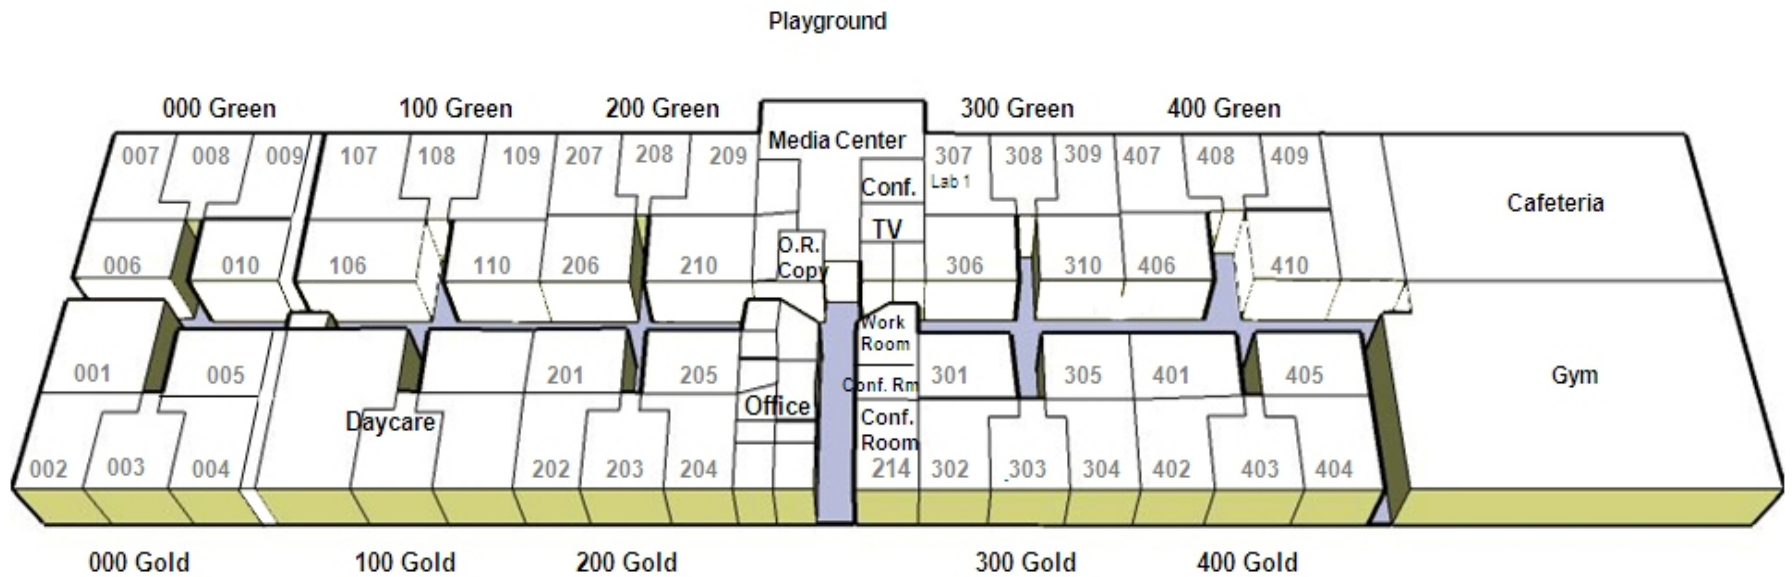 Playground
000 Green
100 Green
200 Green
300 Green
400 Green
Media Center
007
008
009
107
108
109
207
208
209
307
Lab 1
308
309
407
408
409
Conf.
TV
Cafeteria
O.R.
Copy
006
010
106
110
206
210
306
310
406
410
Work
Room
001
005
201
205
Conf. Rm
301
305
401
405
Gym
Daycare
Office
Conf.
Room
002
003
004
202
203
204
214
302
303
304
402
403
404
000 Gold
100 Gold
200 Gold
300 Gold
400 Gold